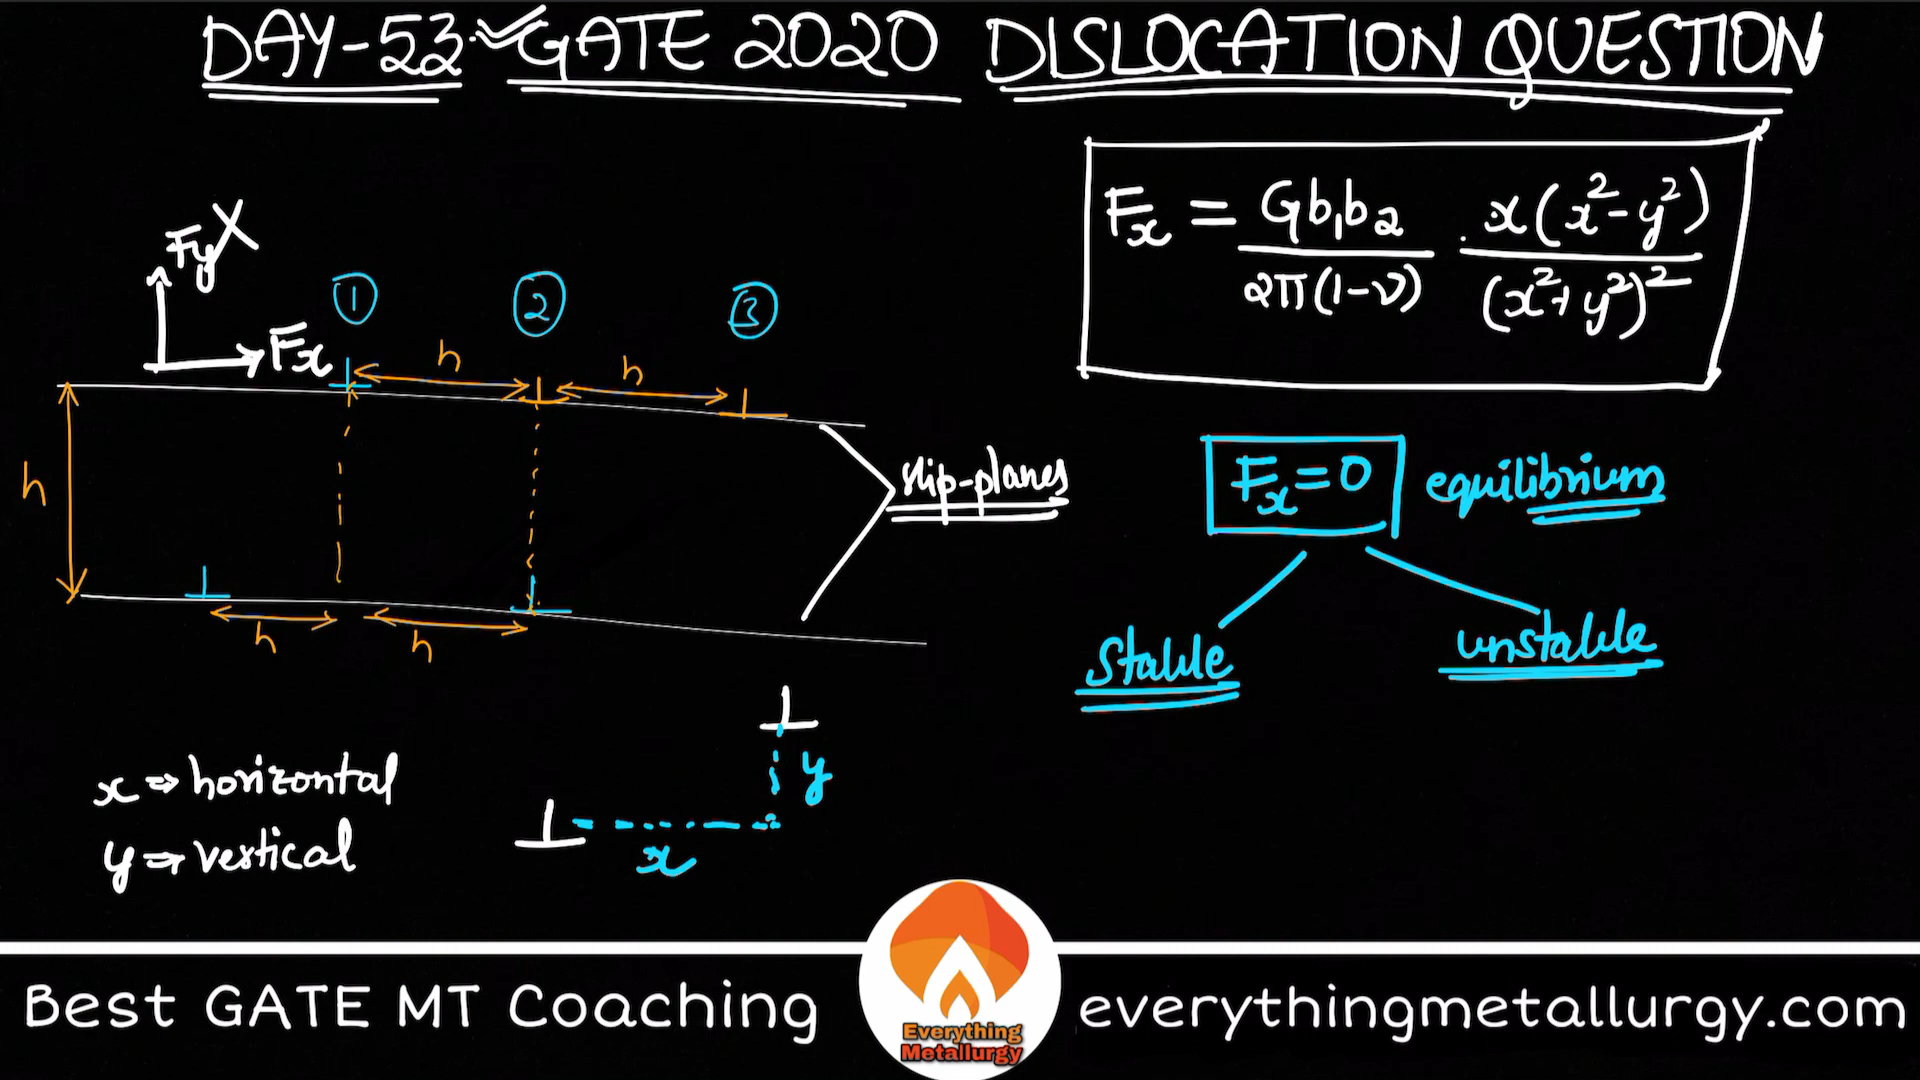 DAY-53 GATE 2020 DISLOCATION QUESTION
Fy X
Fx
1 2 3
h h
h
h h
slip-planes
Fx = Gb1b2 / 2π(1-ν) . x(x²-y²) / (x²+y²)²
Fx=0 equilibrium
Stable unstable
x ⇒ horizontal
y ⇒ vertical
y
x
Best GATE MT Coaching
Everything
Metallurgy
everythingmetallurgy.com